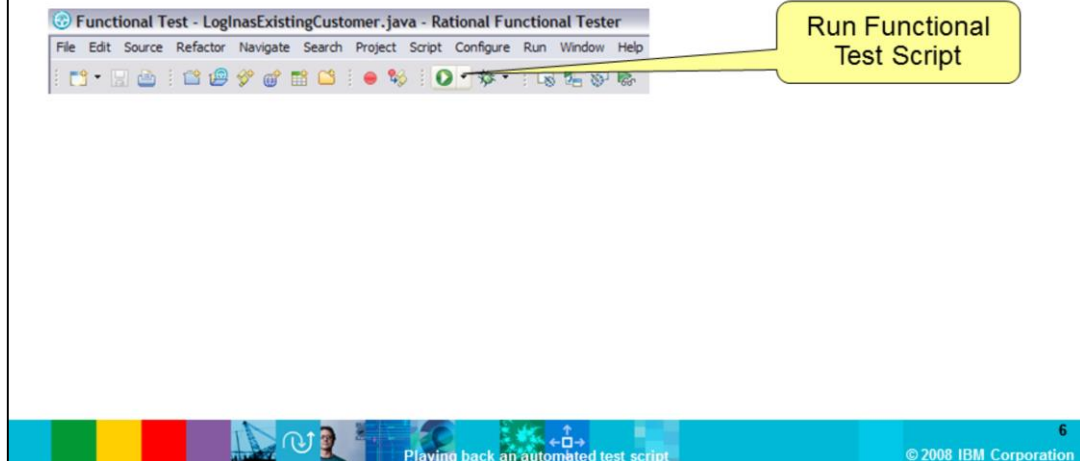 Functional Test - LogInasExistingCustomer.java - Rational Functional Tester
File Edit Source Refactor Navigate Search Project Script Configure Run Window Help
Run Functional
Test Script
6
Playing back an automated test script
© 2008 IBM Corporation